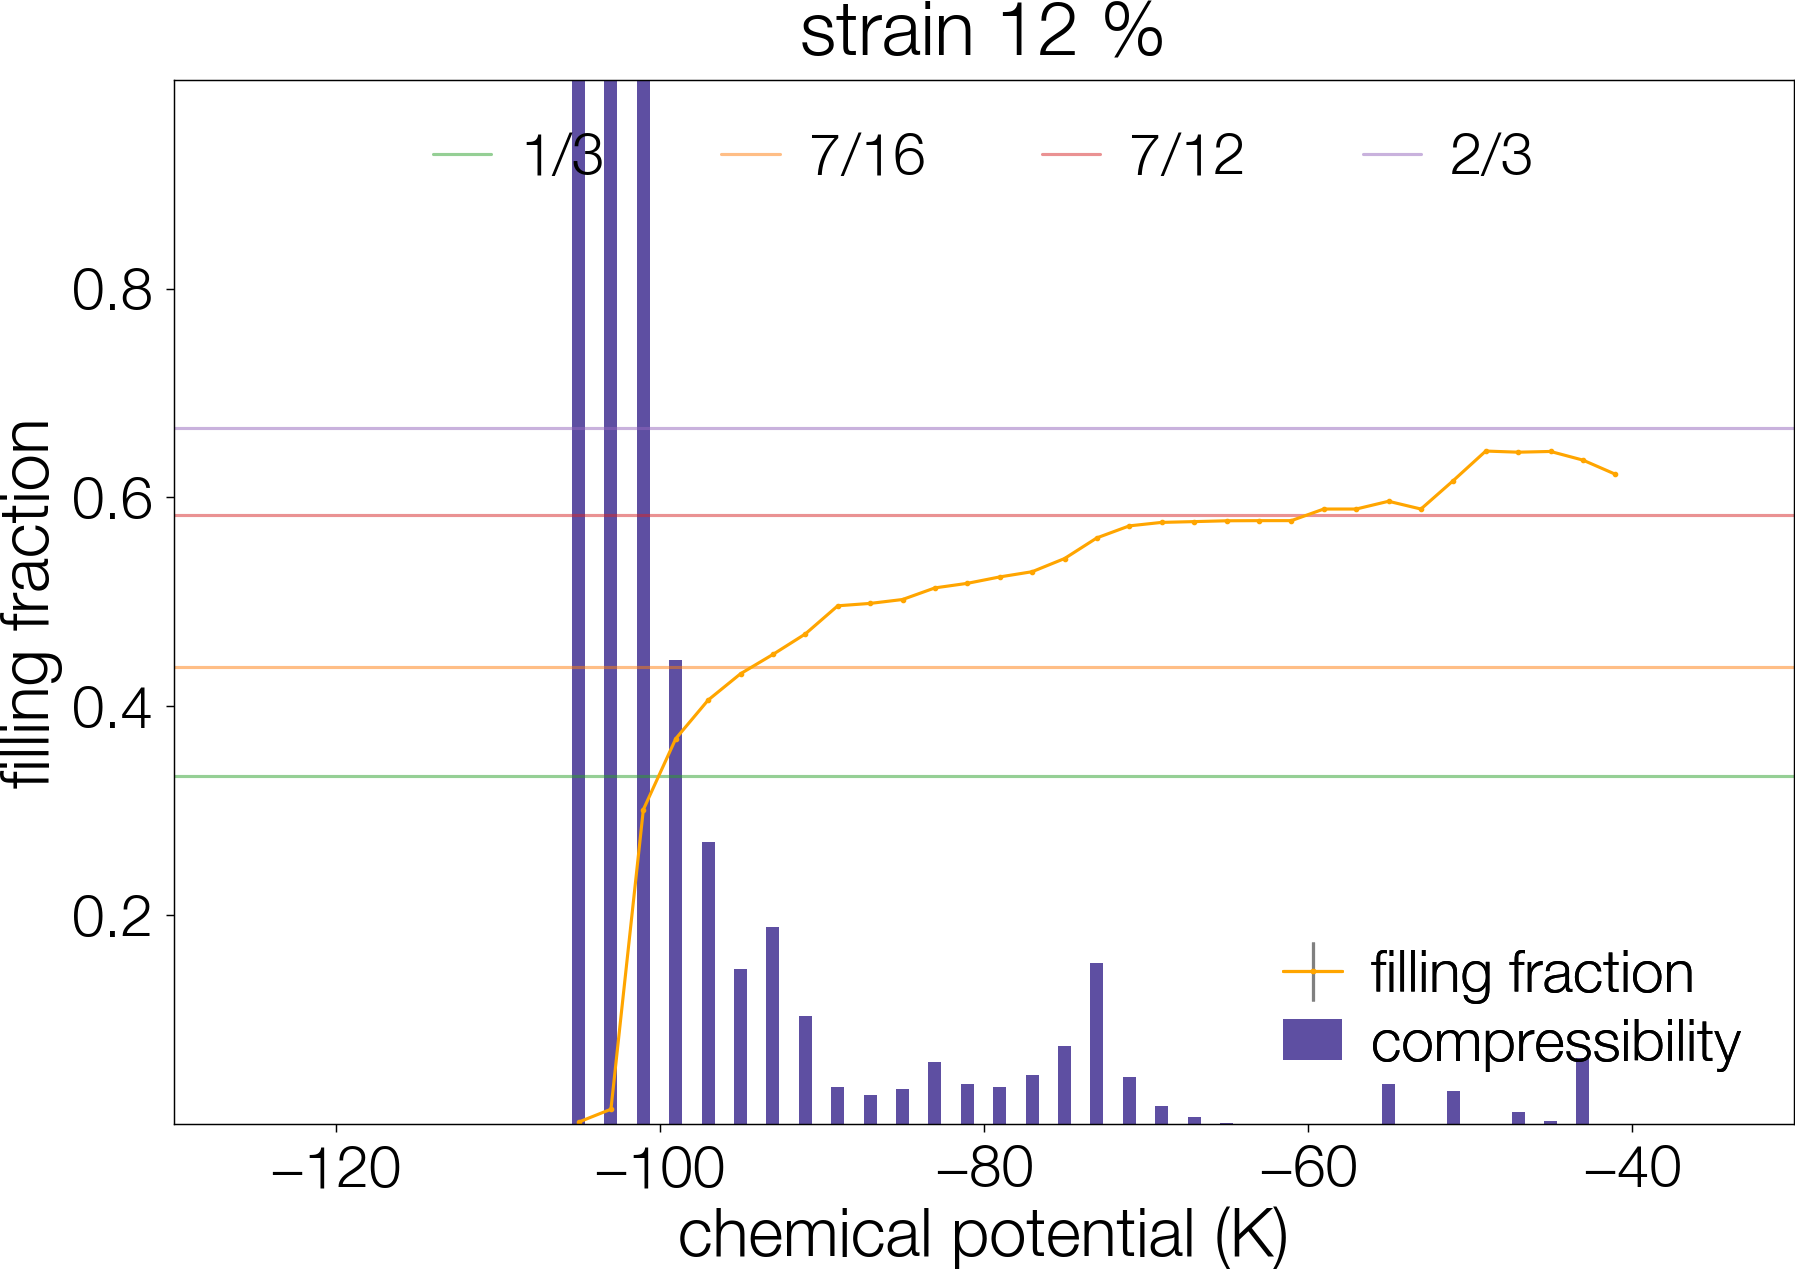 strain 12 %
1/3 7/16 7/12 2/3
0.8
0.6
0.4
0.2
filling fraction
filling fraction
compressibility
−120 −100 −80 −60 −40
chemical potential (K)